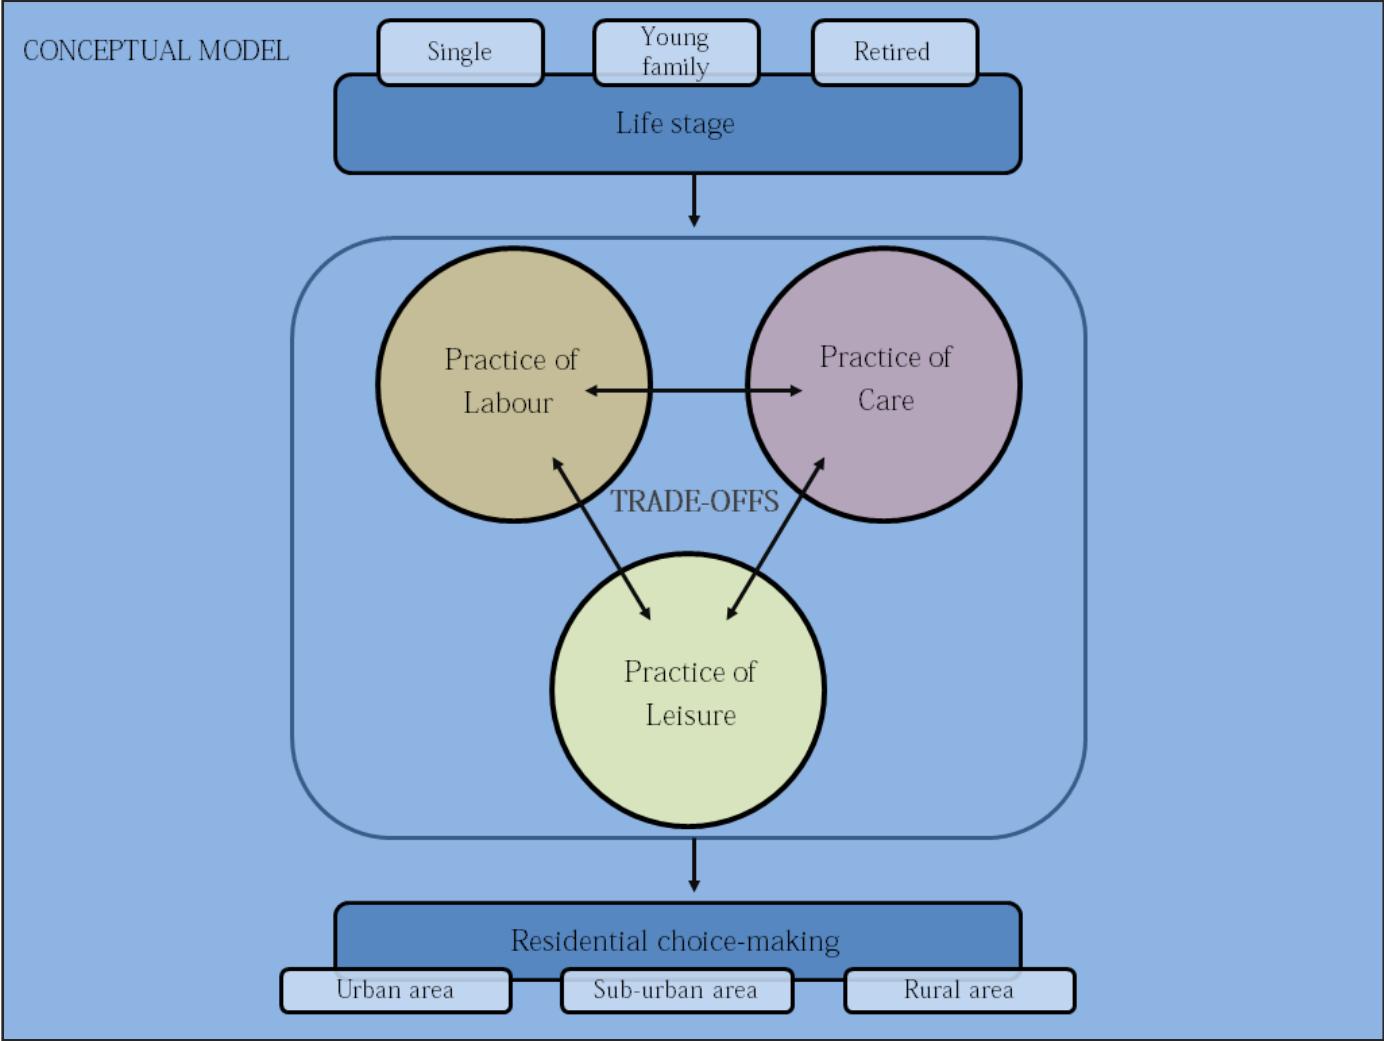 CONCEPTUAL MODEL
Single
Young
family
Retired
Life stage
Practice of
Labour
Practice of
Care
TRADE-OFFS
Practice of
Leisure
Residential choice-making
Urban area
Sub-urban area
Rural area